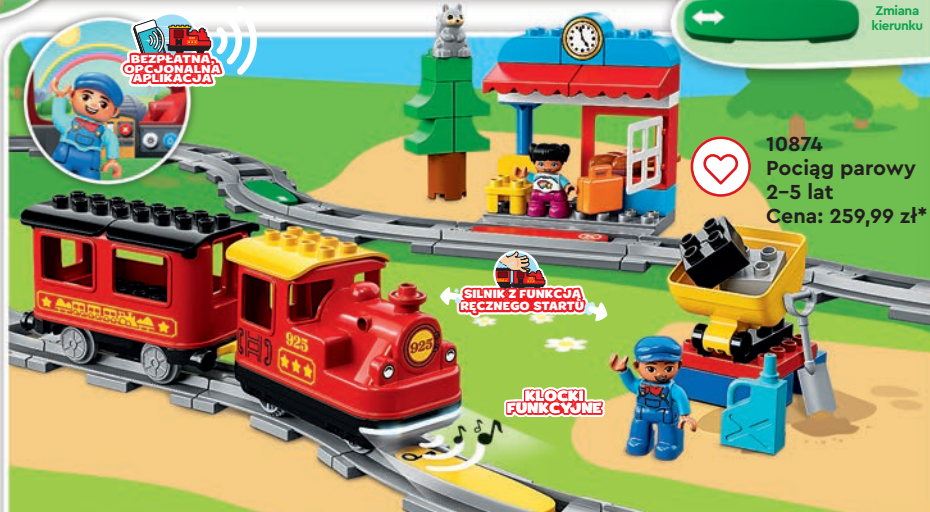 Zmiana
kierunku
BEZPŁATNA,
OPCJONALNA
APLIKACJA
10874
Pociąg parowy
2–5 lat
Cena: 259,99 zł*
SILNIK Z FUNKCJĄ
RĘCZNEGO STARTU
925
925
KLOCKI
FUNKCYJNE